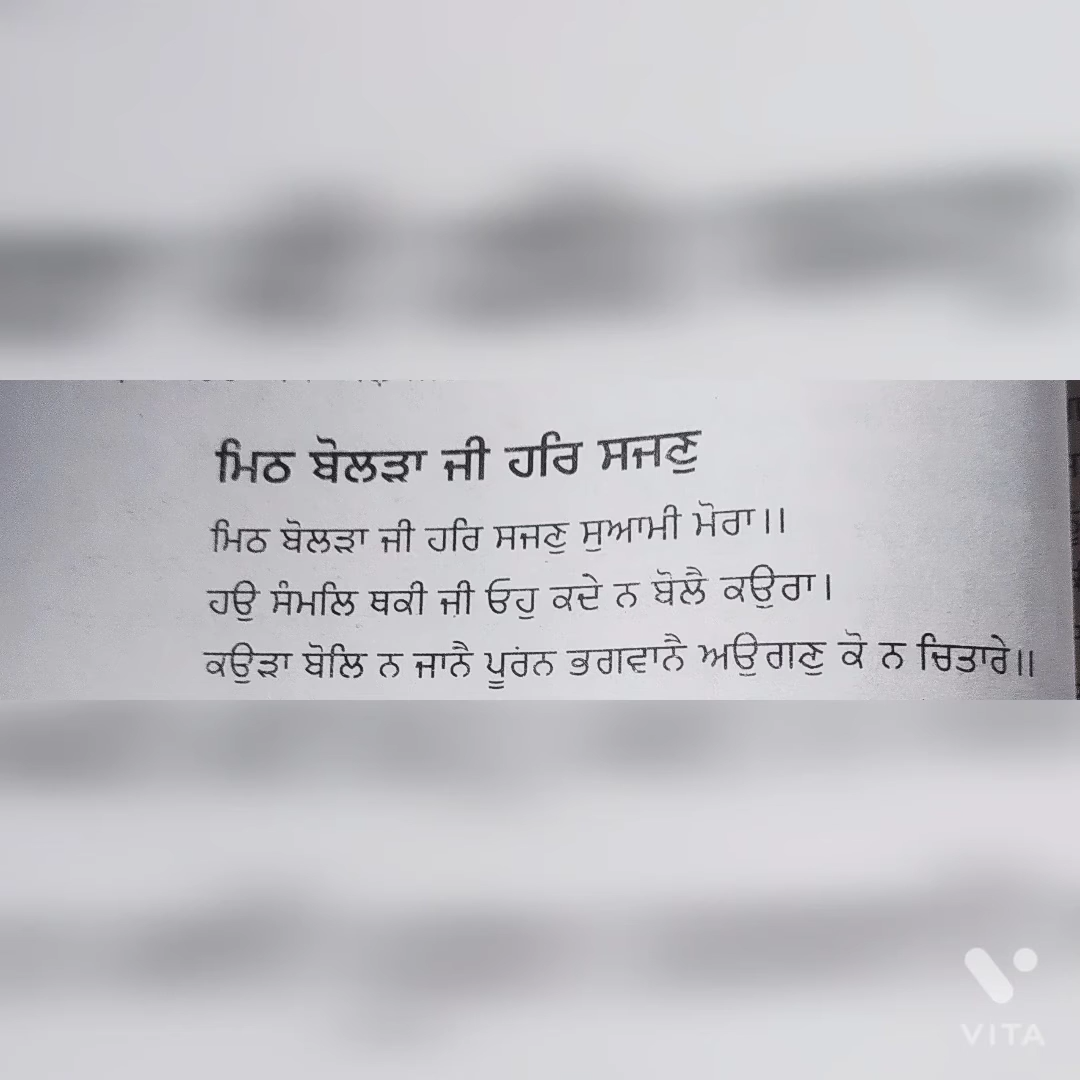 ਮਿਠ ਬੋਲੜਾ ਜੀ ਹਰਿ ਸਜਣੁ
ਮਿਠ ਬੋਲੜਾ ਜੀ ਹਰਿ ਸਜਣੁ ਸੁਆਮੀ ਮੋਰਾ।।
ਹਉ ਸੰਮਲਿ ਥਕੀ ਜੀ ਓਹੁ ਕਦੇ ਨ ਬੋਲੈ ਕਉਰਾ।
ਕਉੜਾ ਬੋਲਿ ਨ ਜਾਨੈ ਪੂਰਨ ਭਗਵਾਨੈ ਅਉਗਣੁ ਕੋ ਨ ਚਿਤਾਰੇ॥
VITA